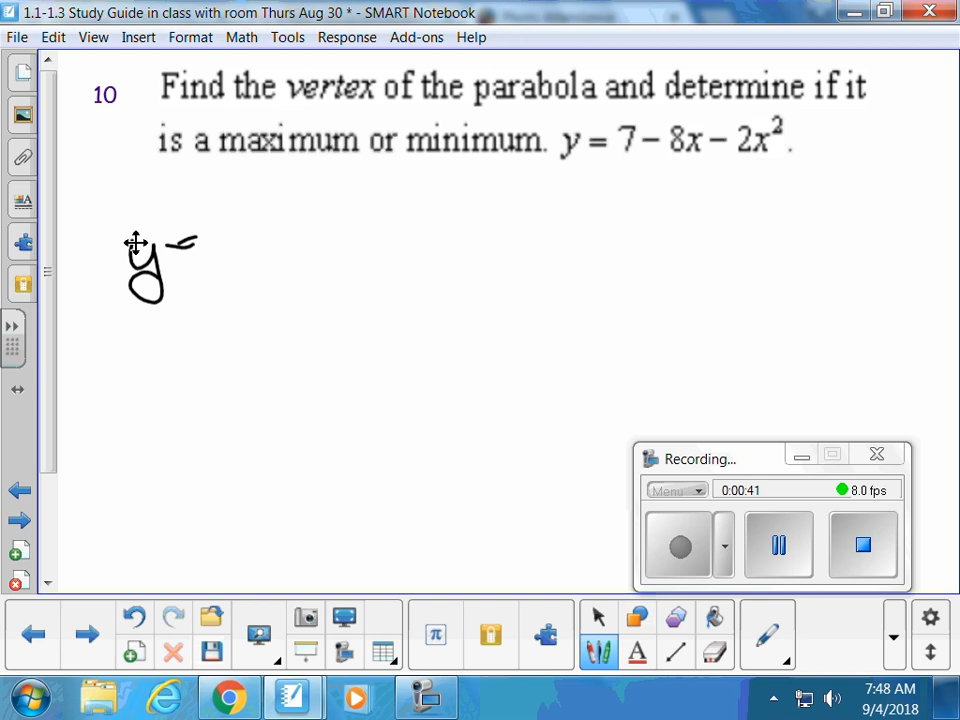 1.1-1.3 Study Guide in class with room Thurs Aug 30 * - SMART Notebook
File Edit View Insert Format Math Tools Response Add-ons Help
10 Find the vertex of the parabola and determine if it
is a maximum or minimum. y = 7 − 8x − 2x².
y=
Recording...
Menu 0:00:41 8.0 fps
π
A
7:48 AM
9/4/2018